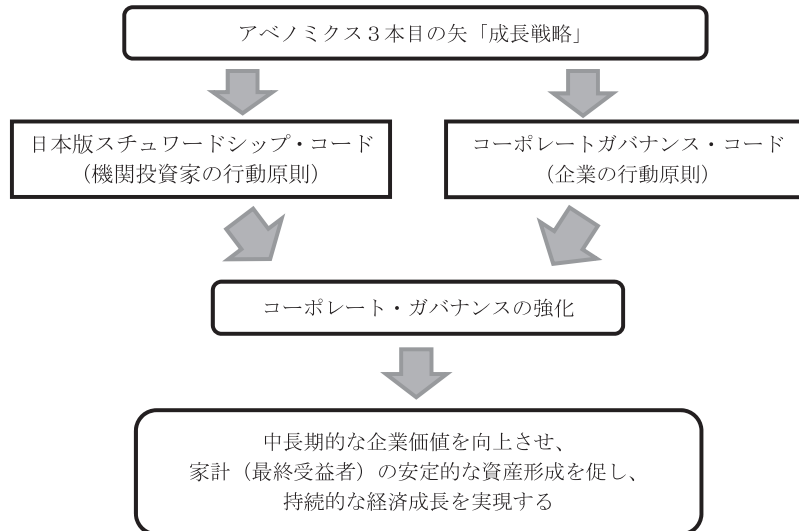 アベノミクス３本目の矢「成長戦略」
日本版スチュワードシップ・コード
（機関投資家の行動原則）
コーポレートガバナンス・コード
（企業の行動原則）
コーポレート・ガバナンスの強化
中長期的な企業価値を向上させ、
家計（最終受益者）の安定的な資産形成を促し、
持続的な経済成長を実現する